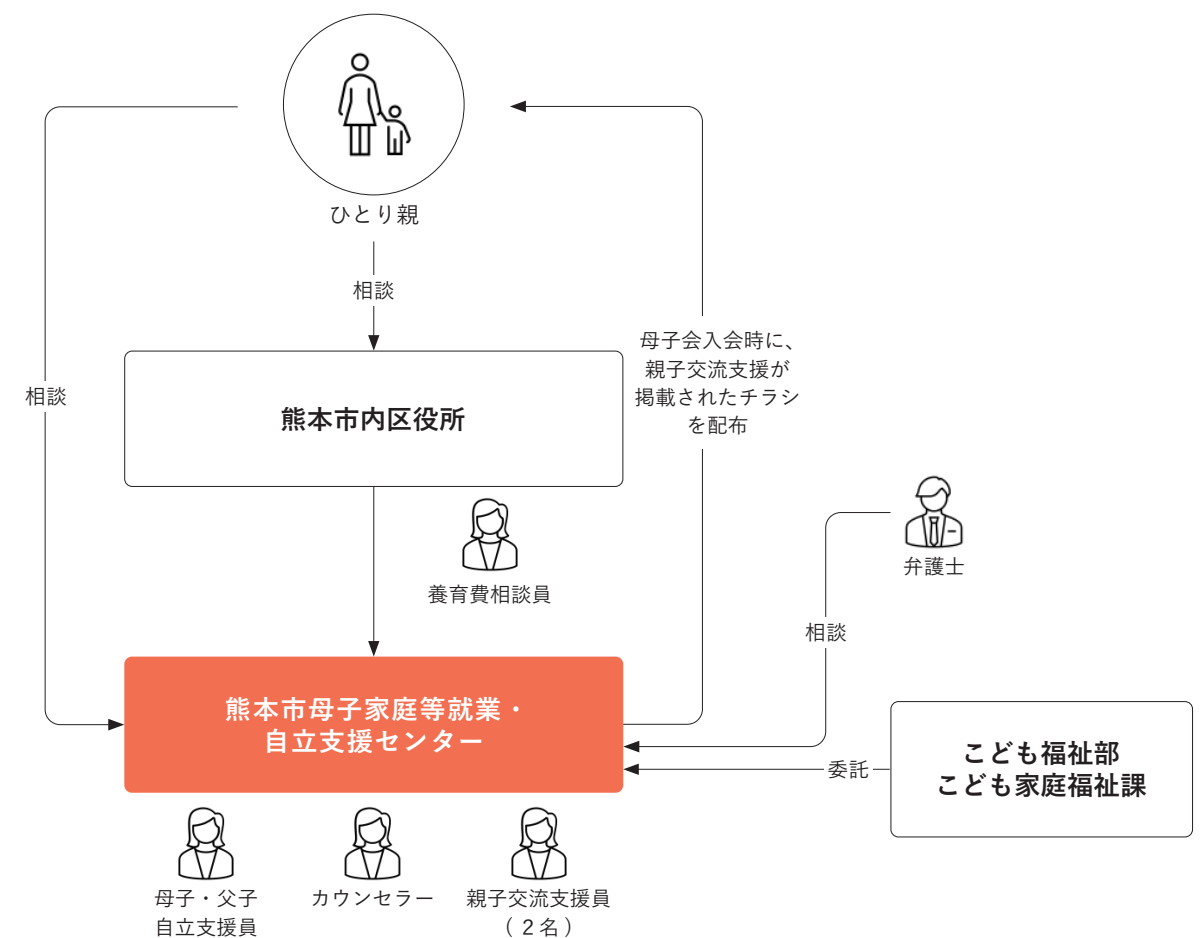 ひとり親
相談
相談
熊本市内区役所
母子会入会時に、
親子交流支援が
掲載されたチラシ
を配布
養育費相談員
弁護士
相談
熊本市母子家庭等就業・
自立支援センター
委託
こども福祉部
こども家庭福祉課
母子・父子
自立支援員
カウンセラー
親子交流支援員
（２名）